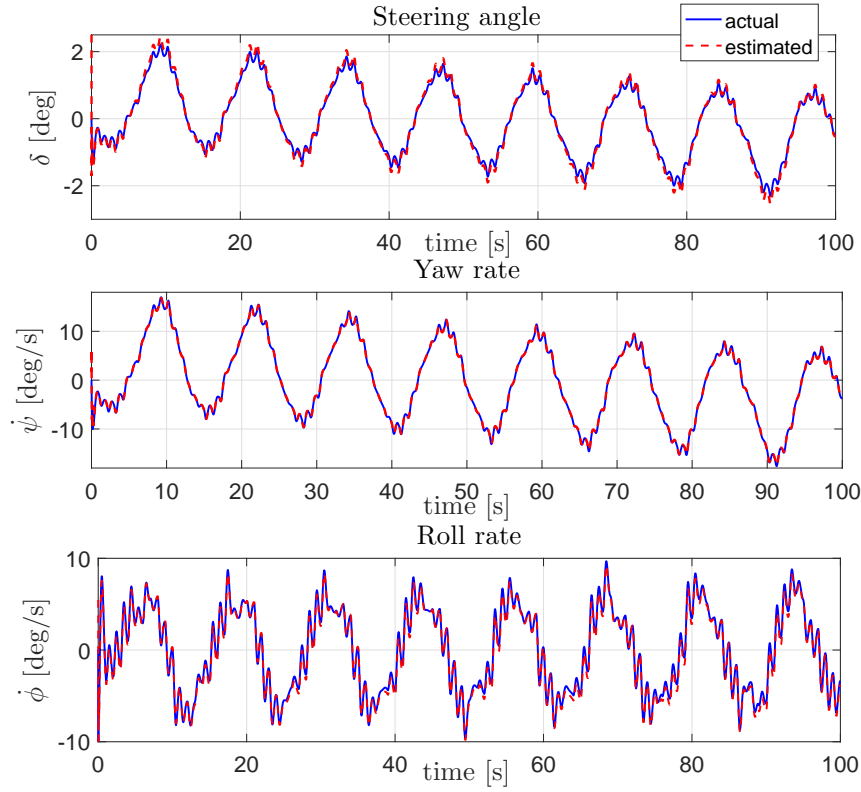 Steering angle
actual
estimated
δ [deg]
2
0
-2
0 20 40 60 80 100
time [s]
Yaw rate
ψ̇ [deg/s]
10
0
-10
0 10 20 30 40 50 60 70 80 90 100
time [s]
Roll rate
ϕ̇ [deg/s]
10
0
-10
0 20 40 60 80 100
time [s]